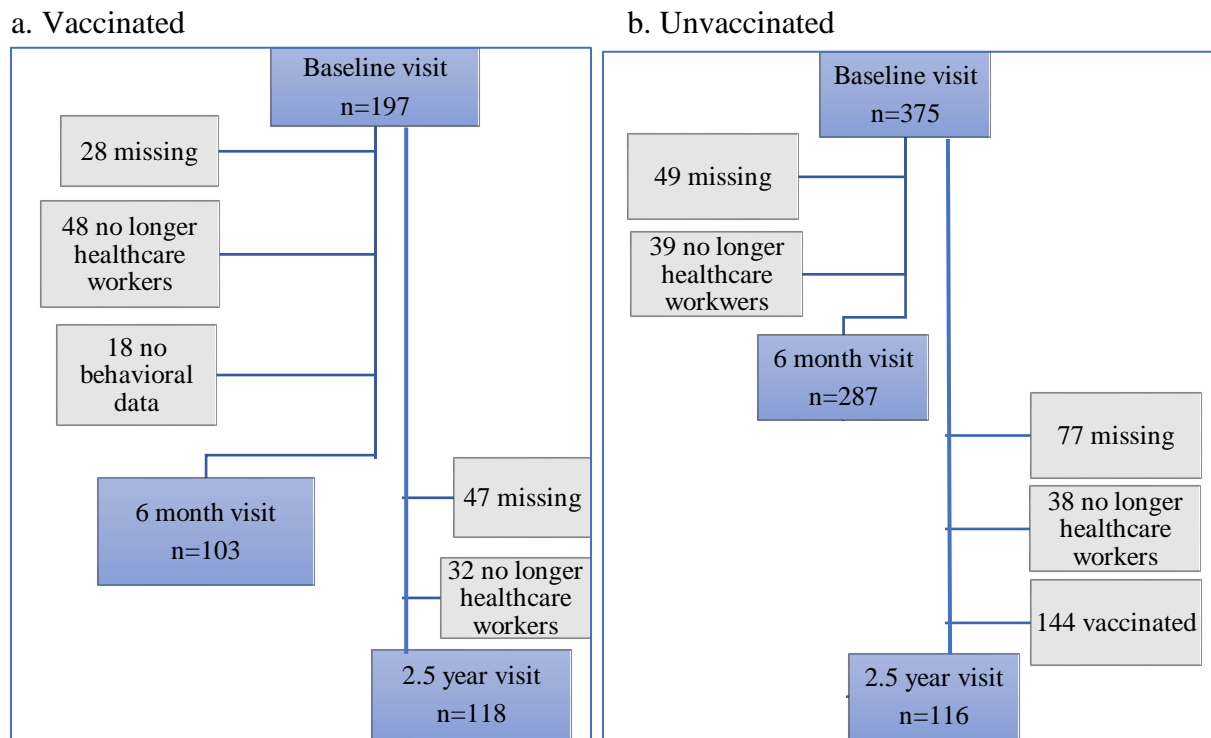 a. Vaccinated
Baseline visit
n=197
28 missing
48 no longer
healthcare
workers
18 no
behavioral
data
6 month visit
n=103
47 missing
32 no longer
healthcare
workers
2.5 year visit
n=118
b. Unvaccinated
Baseline visit
n=375
49 missing
39 no longer
healthcare
workwers
6 month visit
n=287
77 missing
38 no longer
healthcare
workers
144 vaccinated
2.5 year visit
n=116